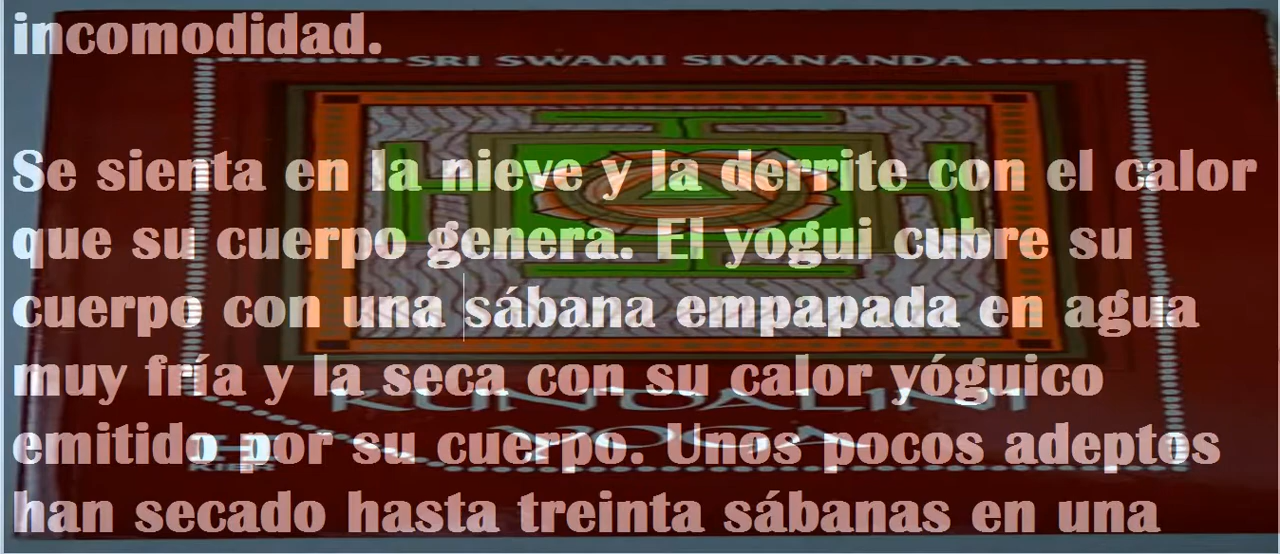 incomodidad.
SRI SWAMI SIVANANDA
Se sienta en la nieve y la derrite con el calor
que su cuerpo genera. El yogui cubre su
cuerpo con una sábana empapada en agua
muy fría y la seca con su calor yóguico
KUNDALINI
emitido por su cuerpo. Unos pocos adeptos
YOGA
han secado hasta treinta sábanas en una